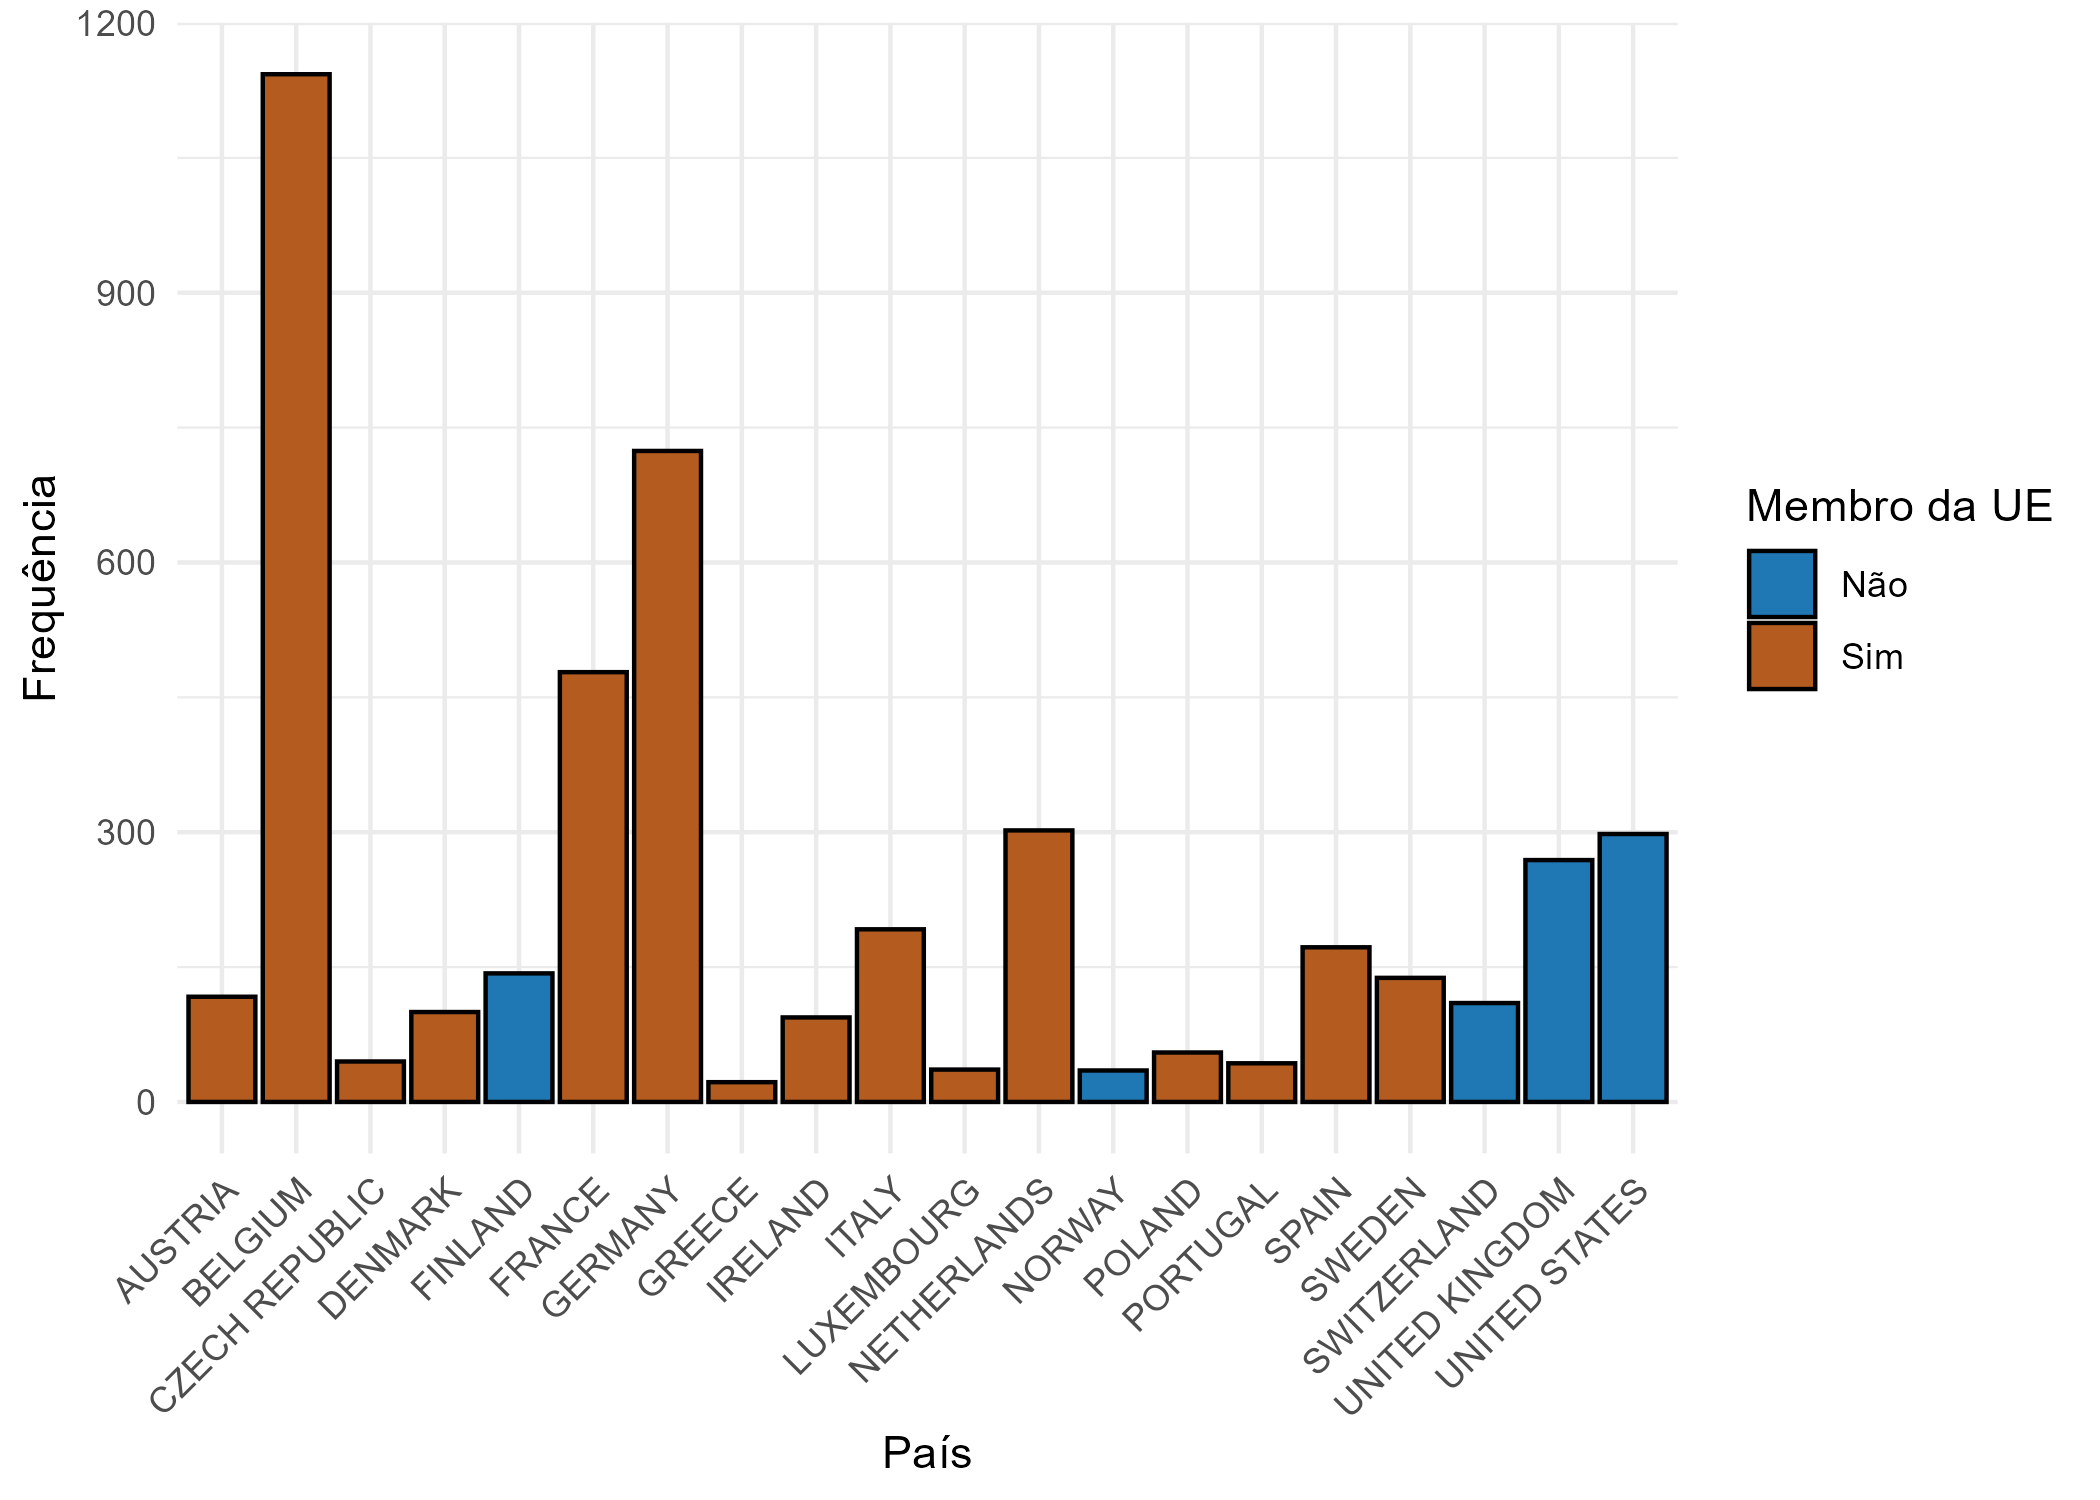 1200
900
600
300
0
Frequência
AUSTRIA
BELGIUM
CZECH REPUBLIC
DENMARK
FINLAND
FRANCE
GERMANY
GREECE
IRELAND
ITALY
LUXEMBOURG
NETHERLANDS
NORWAY
POLAND
PORTUGAL
SPAIN
SWEDEN
SWITZERLAND
UNITED KINGDOM
UNITED STATES
País
Membro da UE
Não
Sim